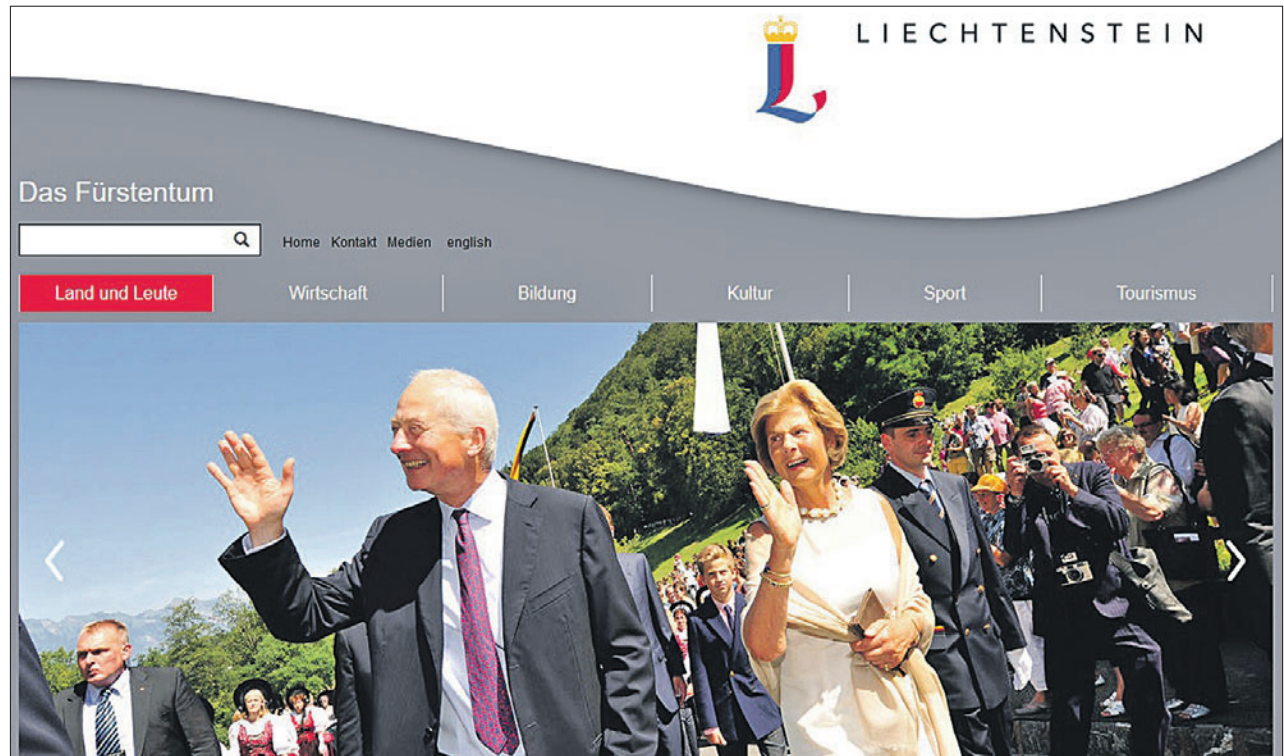 LIECHTENSTEIN
Das Fürstentum
Home Kontakt Medien english
Land und Leute Wirtschaft Bildung Kultur Sport Tourismus